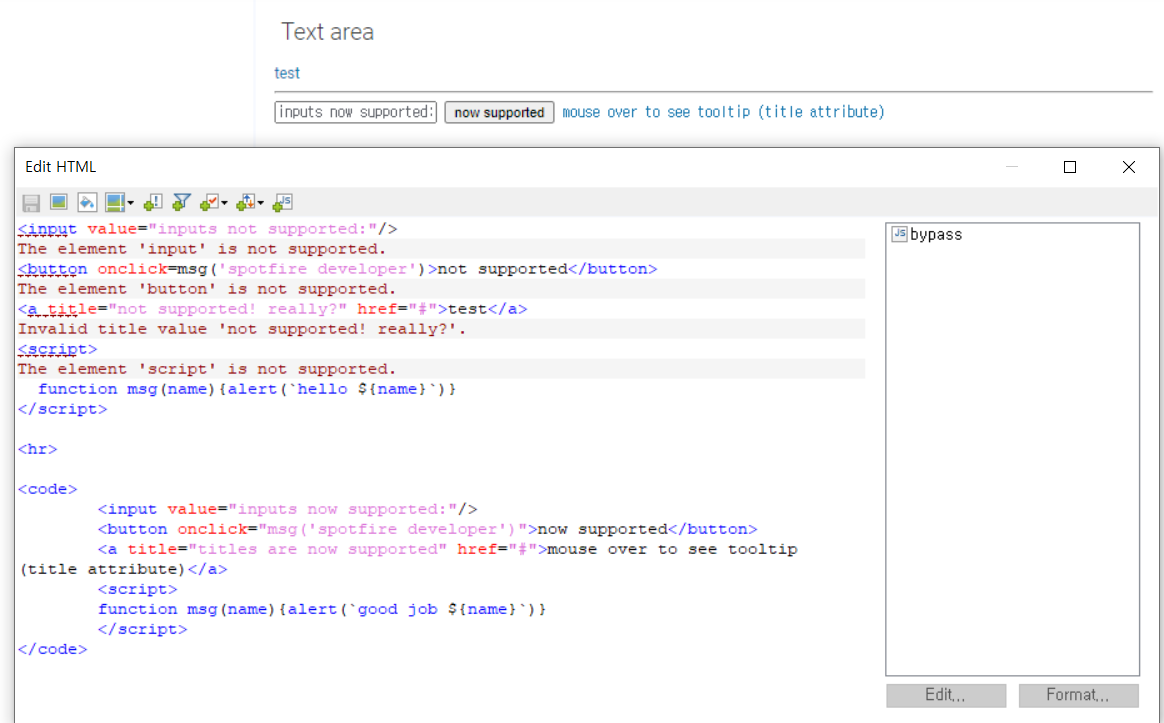 Text area
test
inputs now supported: now supported mouse over to see tooltip (title attribute)
Edit HTML
<input value="inputs not supported:"/>
The element 'input' is not supported.
<button onclick=msg('spotfire developer')>not supported</button>
The element 'button' is not supported.
<a title="not supported! really?" href="#">test</a>
Invalid title value 'not supported! really?'.
<script>
The element 'script' is not supported.
function msg(name){alert(`hello ${name}`)}
</script>
<hr>
<code>
<input value="inputs now supported:"/>
<button onclick="msg('spotfire developer')">now supported</button>
<a title="titles are now supported" href="#">mouse over to see tooltip
(title attribute)</a>
<script>
function msg(name){alert(`good job ${name}`)}
</script>
</code>
JS bypass
Edit... Format...